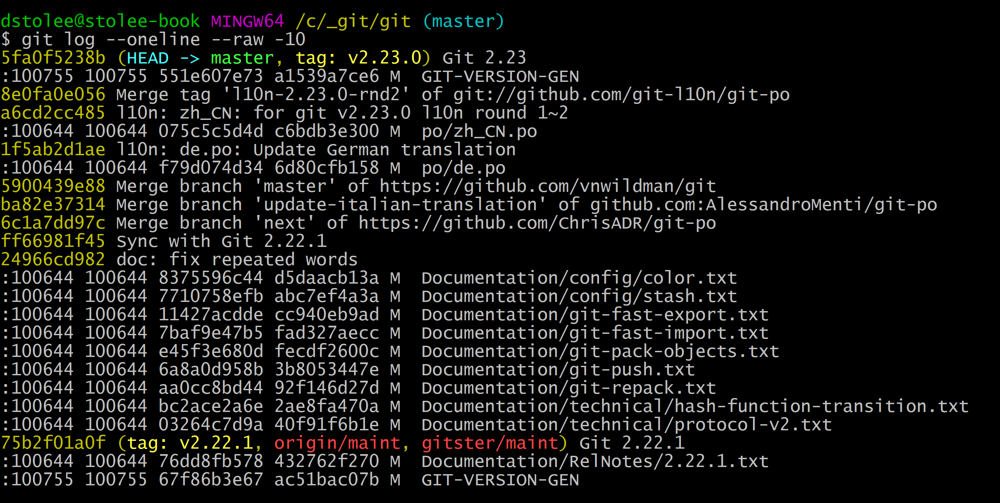 dstolee@stolee-book MINGW64 /c/_git/git (master)
$ git log --oneline --raw -10
5fa0f5238b (HEAD -> master, tag: v2.23.0) Git 2.23
:100755 100755 551e607e73 a1539a7ce6 M  GIT-VERSION-GEN
8e0fa0e056 Merge tag 'l10n-2.23.0-rnd2' of git://github.com/git-l10n/git-po
a6cd2cc485 l10n: zh_CN: for git v2.23.0 l10n round 1~2
:100644 100644 075c5c5d4d c6bdb3e300 M  po/zh_CN.po
1f5ab2d1ae l10n: de.po: Update German translation
:100644 100644 f79d074d34 6d80cfb158 M  po/de.po
5900439e88 Merge branch 'master' of https://github.com/vnwildman/git
ba82e37314 Merge branch 'update-italian-translation' of github.com:AlessandroMenti/git-po
6c1a7dd97c Merge branch 'next' of https://github.com/ChrisADR/git-po
ff66981f45 Sync with Git 2.22.1
24966cd982 doc: fix repeated words
:100644 100644 8375596c44 d5daacb13a M  Documentation/config/color.txt
:100644 100644 7710758efb abc7ef4a3a M  Documentation/config/stash.txt
:100644 100644 11427acdde cc940eb9ad M  Documentation/git-fast-export.txt
:100644 100644 7baf9e47b5 fad327aecc M  Documentation/git-fast-import.txt
:100644 100644 e45f3e680d fecdf2600c M  Documentation/git-pack-objects.txt
:100644 100644 6a8a0d958b 3b8053447e M  Documentation/git-push.txt
:100644 100644 aa0cc8bd44 92f146d27d M  Documentation/git-repack.txt
:100644 100644 bc2ace2a6e 2ae8fa470a M  Documentation/technical/hash-function-transition.txt
:100644 100644 03264c7d9a 40f91f6b1e M  Documentation/technical/protocol-v2.txt
75b2f01a0f (tag: v2.22.1, origin/maint, gitster/maint) Git 2.22.1
:100644 100644 76dd8fb578 432762f270 M  Documentation/RelNotes/2.22.1.txt
:100755 100755 67f86b3e67 ac51bac07b M  GIT-VERSION-GEN